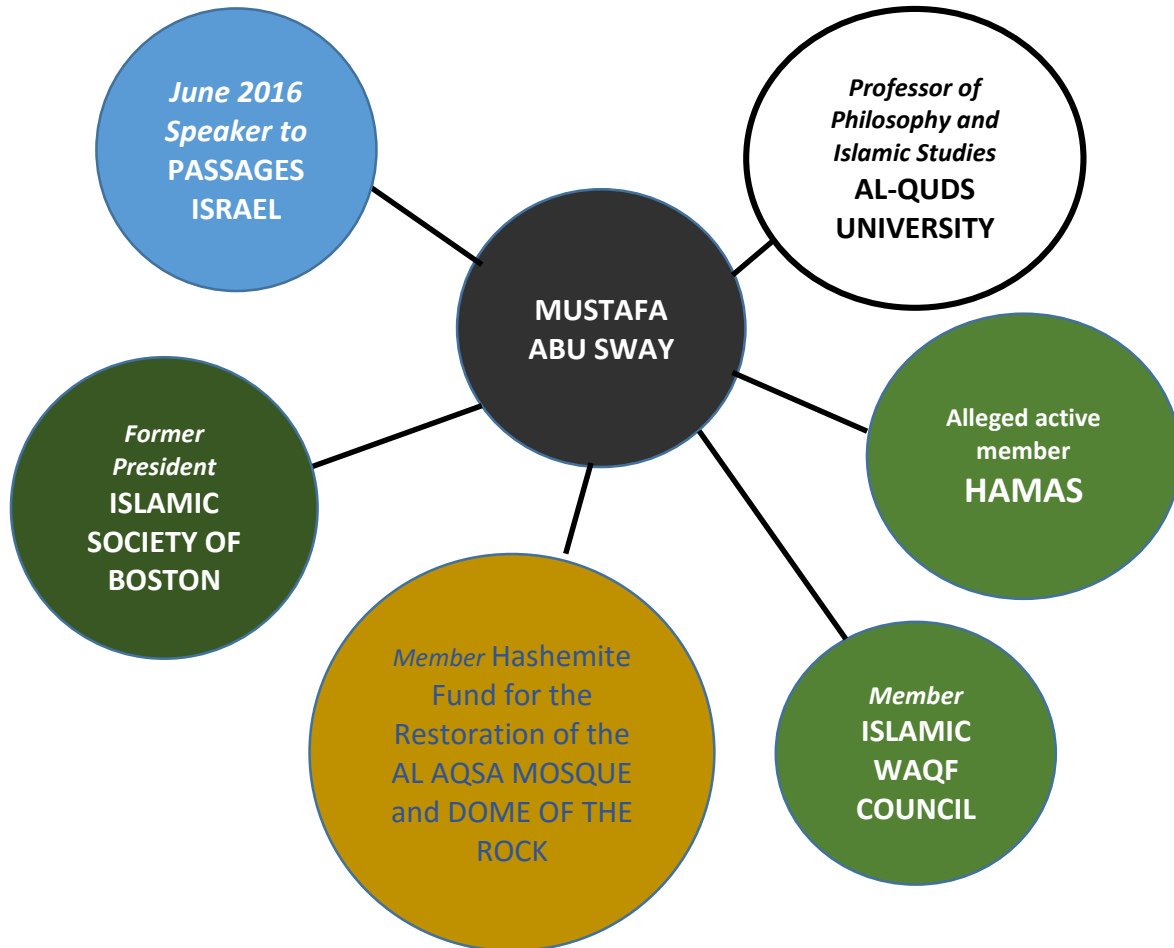 June 2016
Speaker to
PASSAGES
ISRAEL
Professor of
Philosophy and
Islamic Studies
AL-QUDS
UNIVERSITY
MUSTAFA
ABU SWAY
Former
President
ISLAMIC
SOCIETY OF
BOSTON
Alleged active
member
HAMAS
Member Hashemite
Fund for the
Restoration of the
AL AQSA MOSQUE
and DOME OF THE
ROCK
Member
ISLAMIC
WAQF
COUNCIL